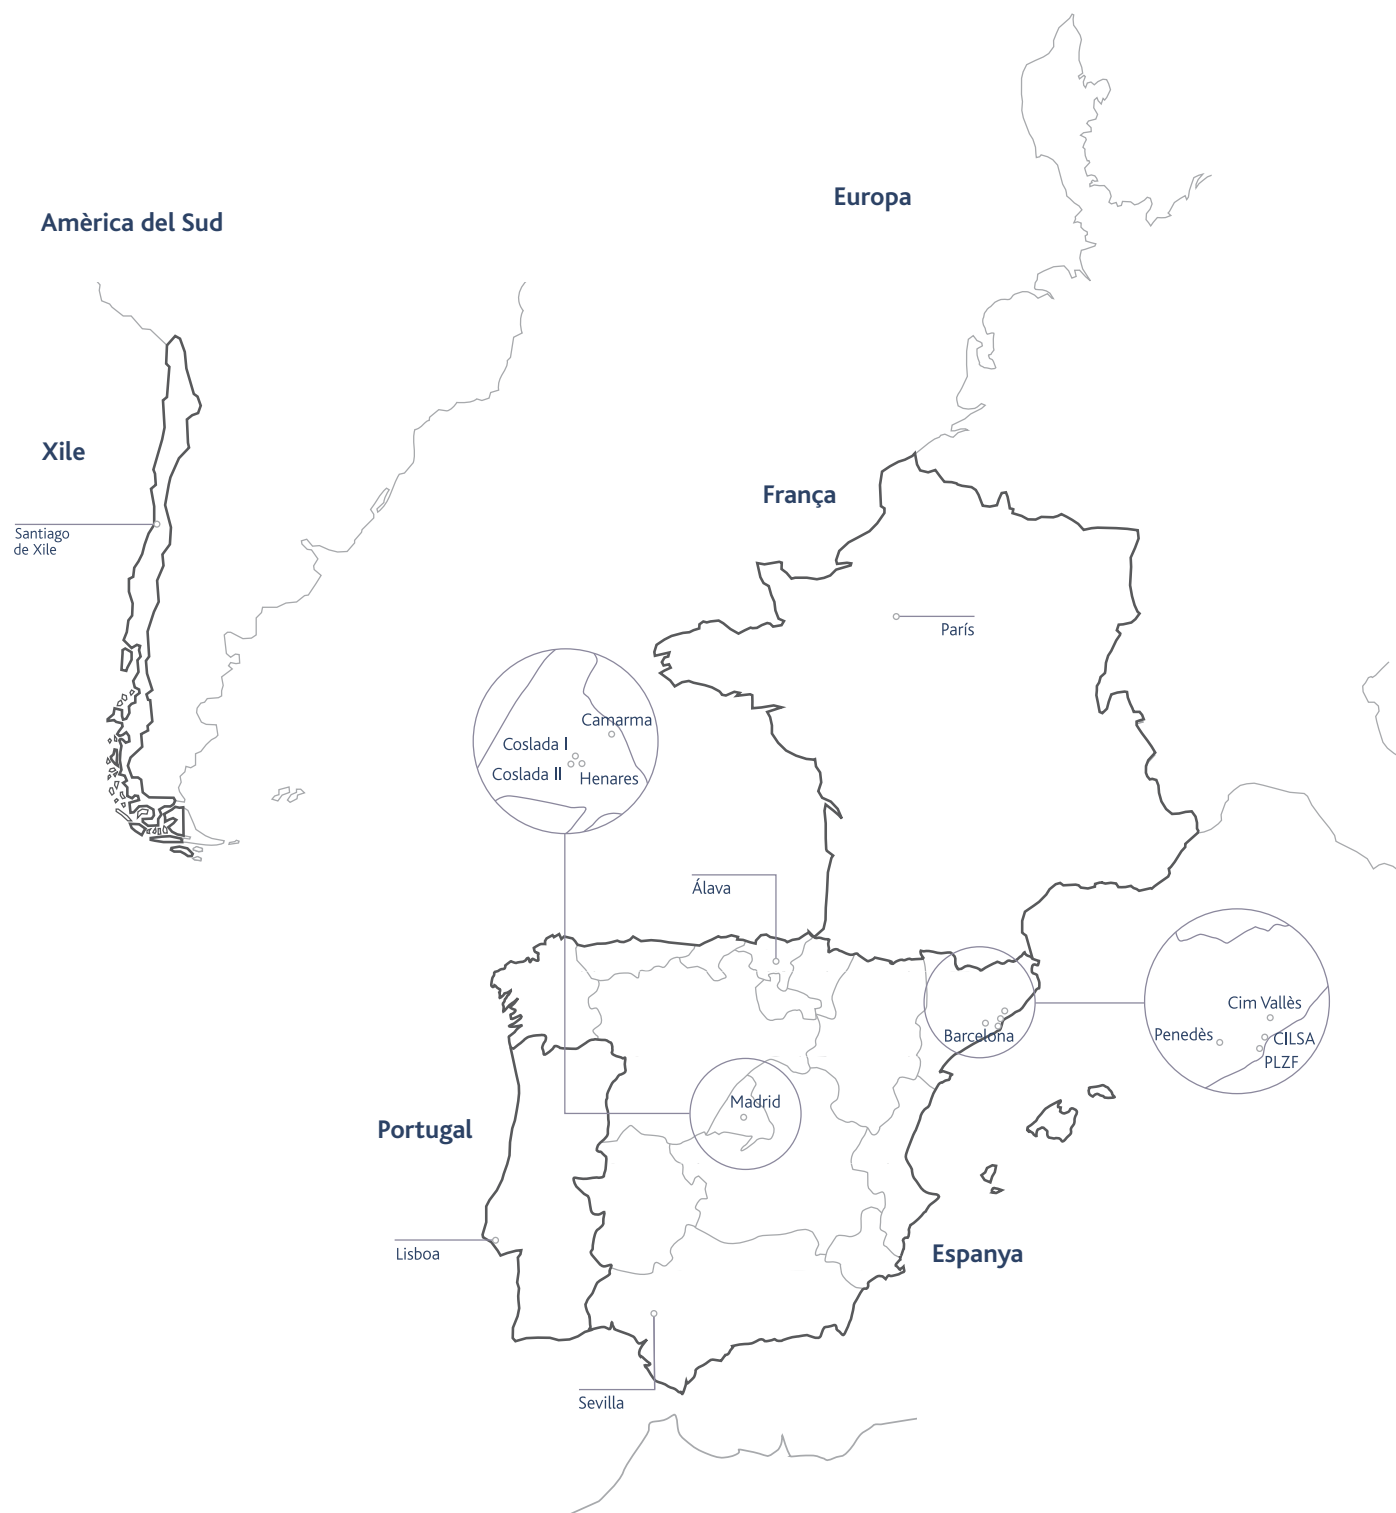 Europa
Amèrica del Sud
Xile
França
Santiago
de Xile
París
Camarma
Coslada I
Coslada II
Henares
Álava
Cim Vallès
Penedès
CILSA
PLZF
Barcelona
Madrid
Portugal
Lisboa
Espanya
Sevilla